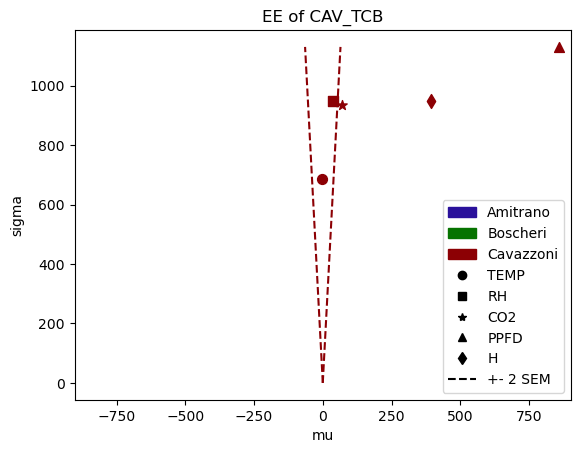 EE of CAV_TCB
sigma
1000
800
600
400
200
0
Amitrano
Boscheri
Cavazzoni
TEMP
RH
CO2
PPFD
H
+- 2 SEM
−750
−500
−250
0
250
500
750
mu